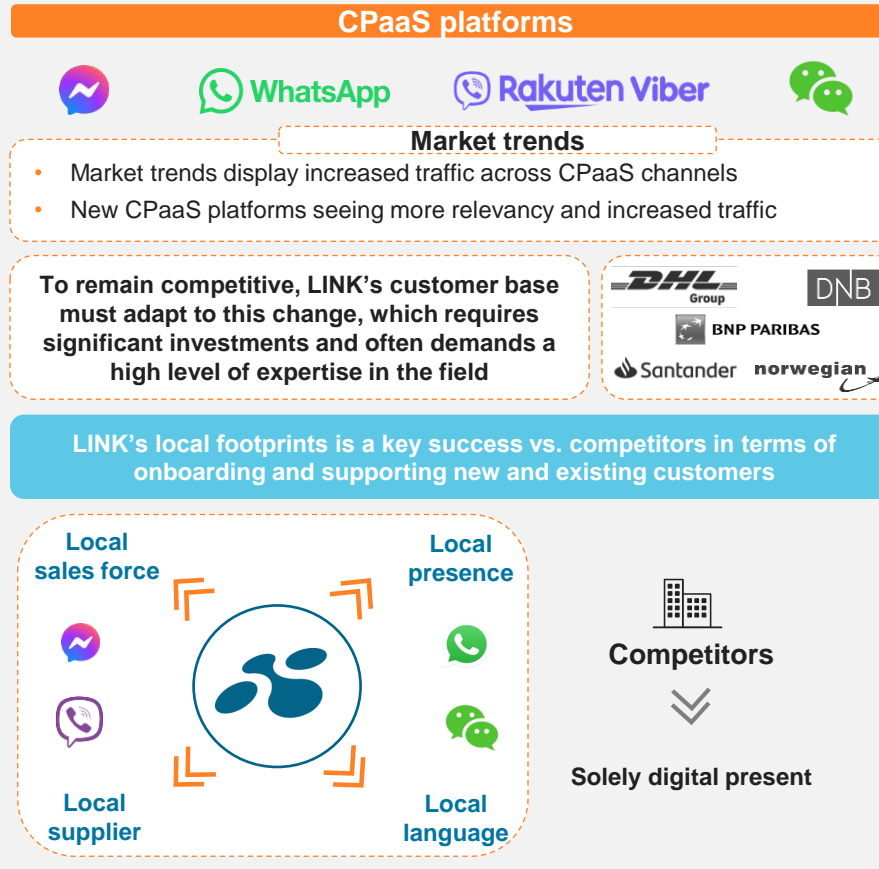 CPaaS platforms
WhatsApp
Rakuten Viber
Market trends
• Market trends display increased traffic across CPaaS channels
• New CPaaS platforms seeing more relevancy and increased traffic
To remain competitive, LINK's customer base
must adapt to this change, which requires
significant investments and often demands a
high level of expertise in the field
DHL
Group
DNB
BNP PARIBAS
Santander
norwegian
LINK's local footprints is a key success vs. competitors in terms of
onboarding and supporting new and existing customers
Local
sales force
Local
presence
Local
supplier
Local
language
Competitors
Solely digital present